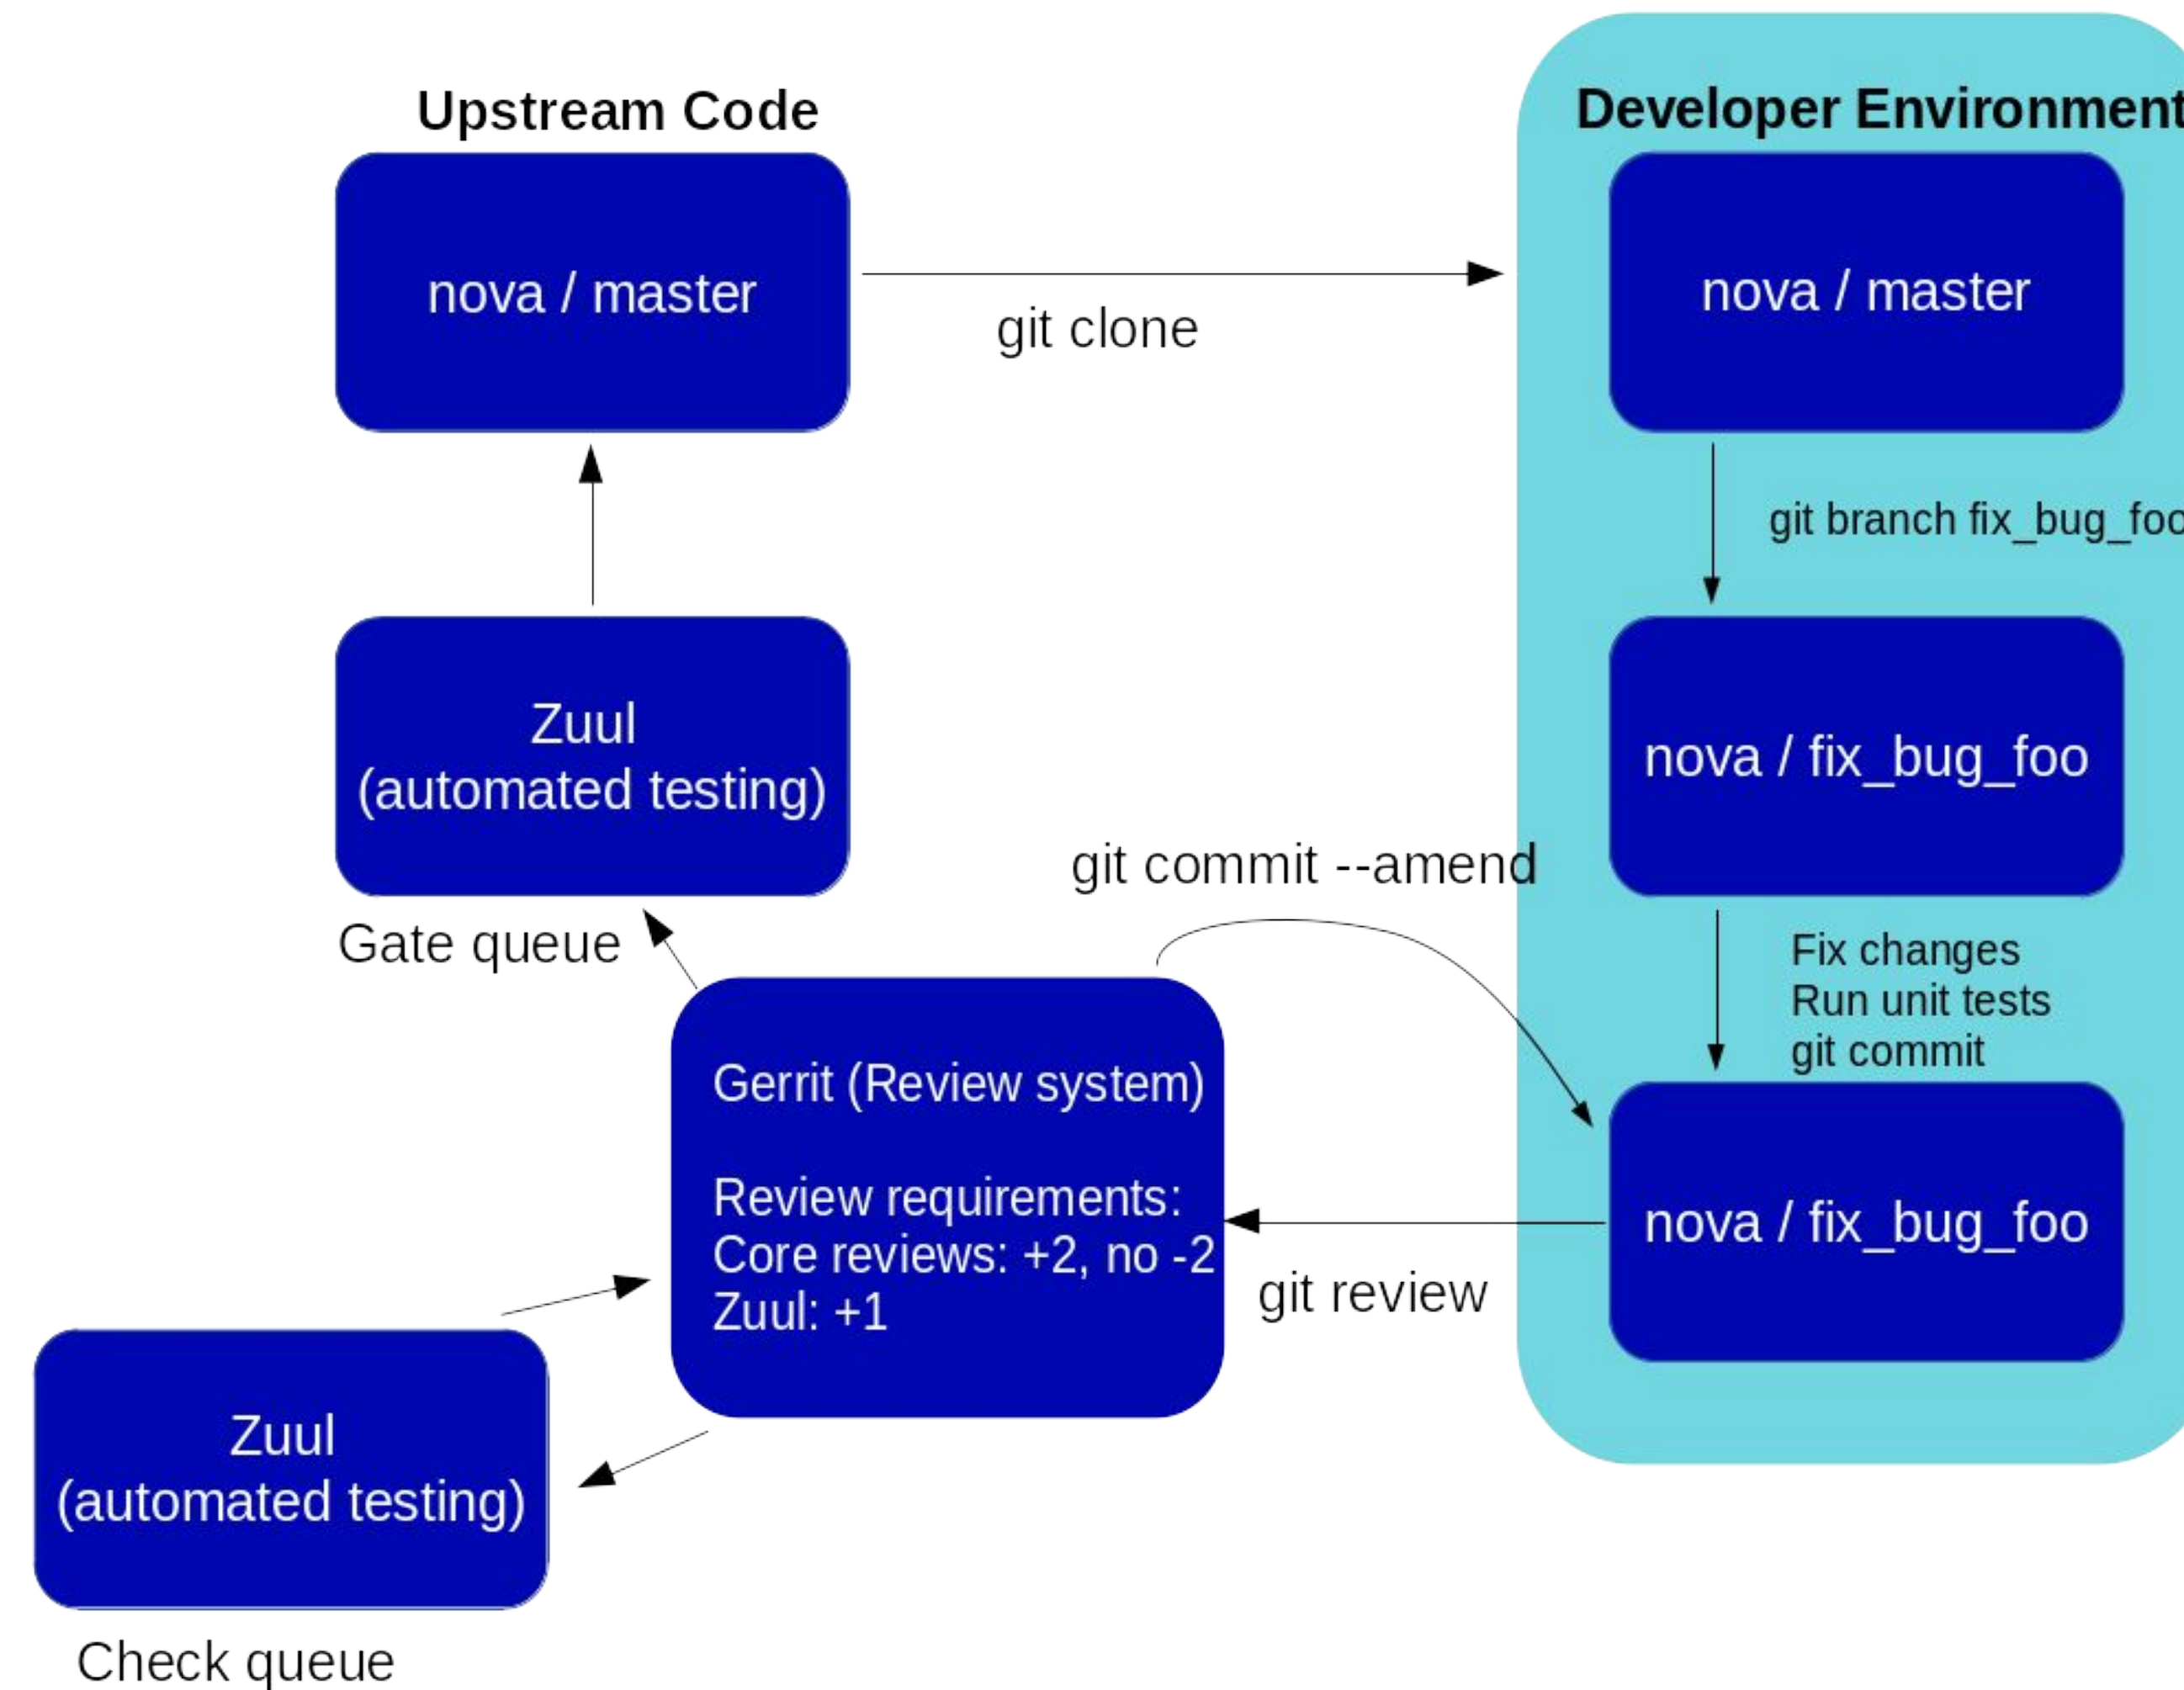 Upstream Code
Developer Environment
nova / master
nova / master
git clone
git branch fix_bug_foo
Zuul
(automated testing)
nova / fix_bug_foo
git commit --amend
Gate queue
Fix changes
Run unit tests
git commit
Gerrit (Review system)
Review requirements:
Core reviews: +2, no -2
Zuul: +1
nova / fix_bug_foo
git review
Zuul
(automated testing)
Check queue